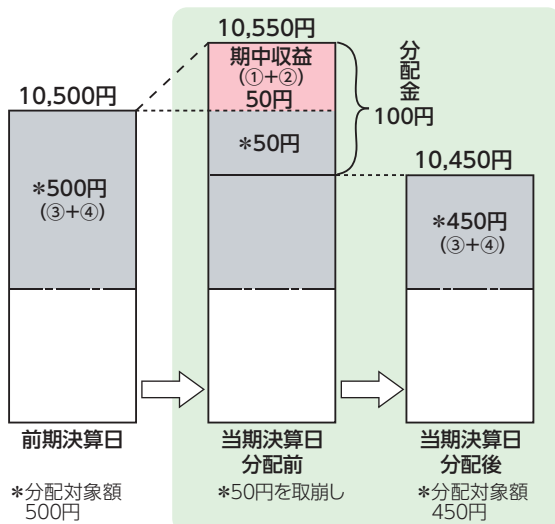 10,500円
*500円
(③+④)
前期決算日
*分配対象額
500円
10,550円
期中収益
(①+②)
50円
*50円
分配金
100円
当期決算日
分配前
*50円を取崩し
10,450円
*450円
(③+④)
当期決算日
分配後
*分配対象額
450円